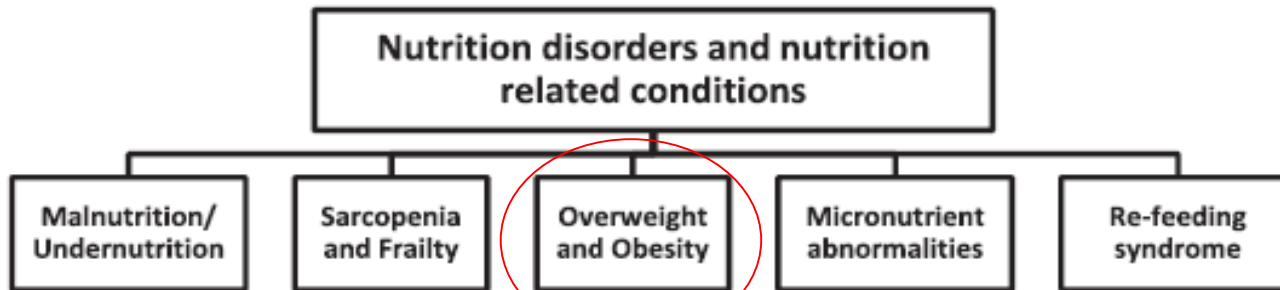 Nutrition disorders and nutrition
related conditions
Malnutrition/
Undernutrition
Sarcopenia
and Frailty
Overweight
and Obesity
Micronutrient
abnormalities
Re-feeding
syndrome